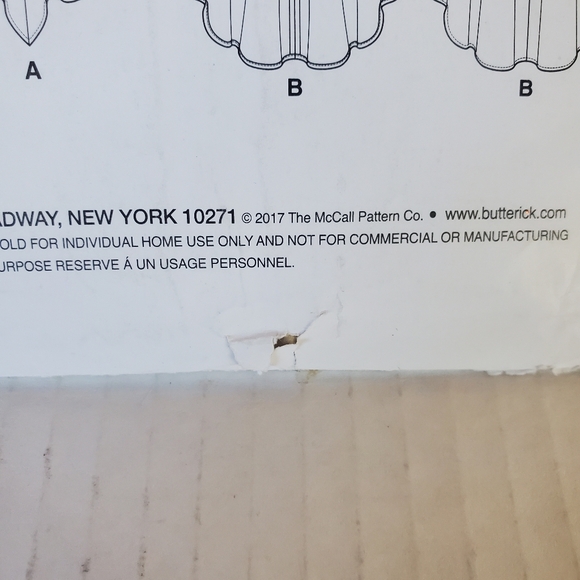 A
B
B
ADWAY, NEW YORK 10271 © 2017 The McCall Pattern Co. • www.butterick.com
OLD FOR INDIVIDUAL HOME USE ONLY AND NOT FOR COMMERCIAL OR MANUFACTURING
URPOSE RESERVE Á UN USAGE PERSONNEL.